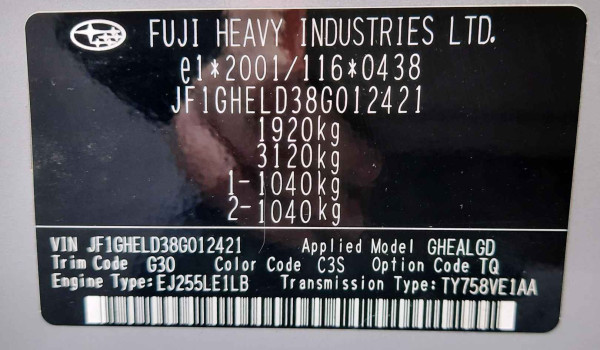 FUJI HEAVY INDUSTRIES LTD.
e1*2001/116*0438
JF1GHELD38G012421
1920kg
3120kg
1-1040kg
2-1040kg
VIN JF1GHELD38G012421 Applied Model GHEALGD
Trim Code G30 Color Code C3S Option Code TQ
Engine Type:EJ255LE1LB Transmission Type:TY758VE1AA